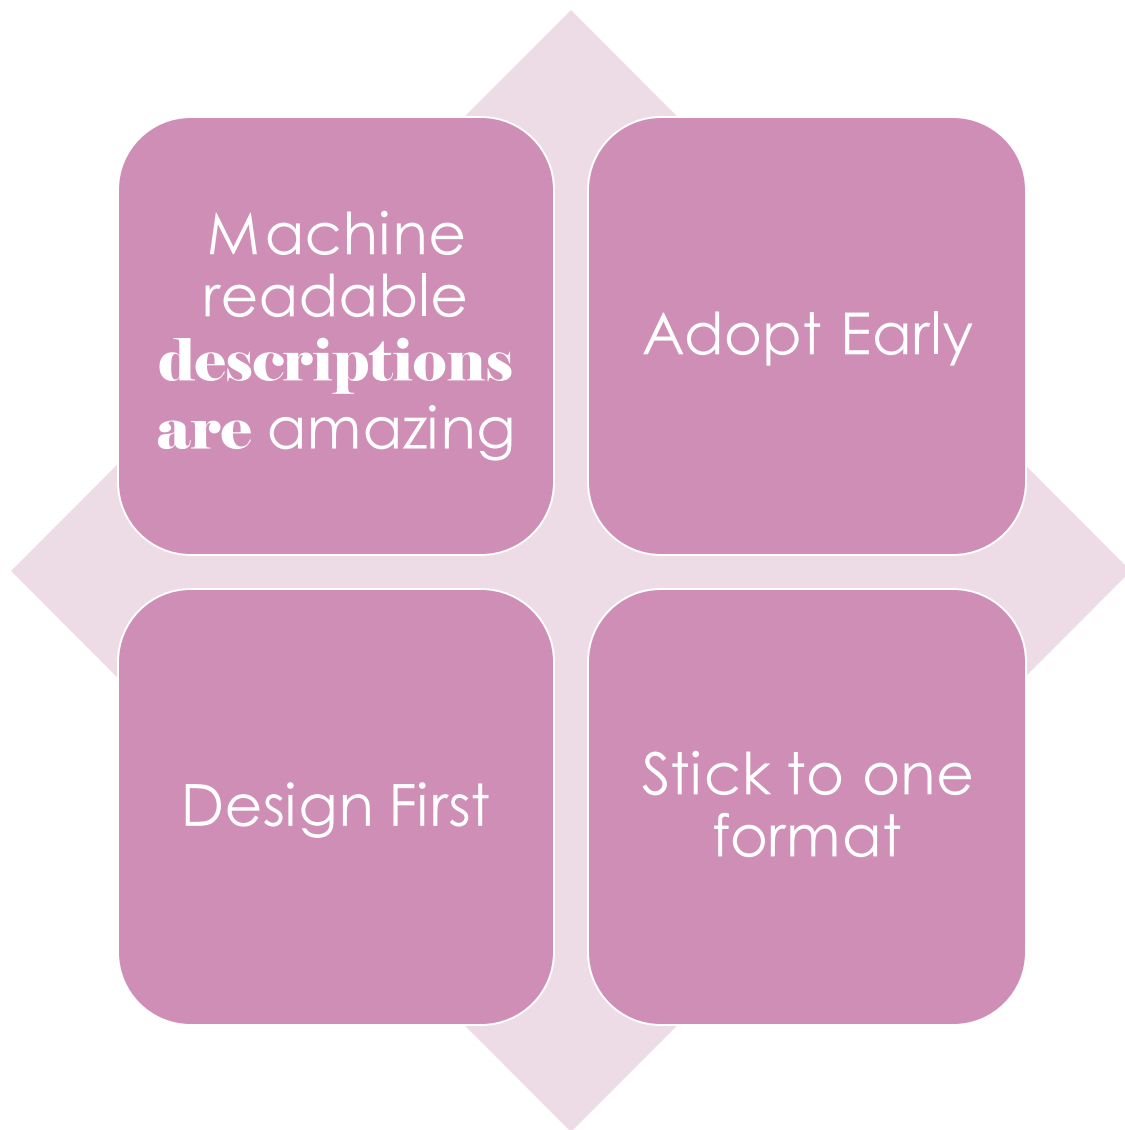 Machine
readable
descriptions
are amazing
Adopt Early
Design First
Stick to one
format